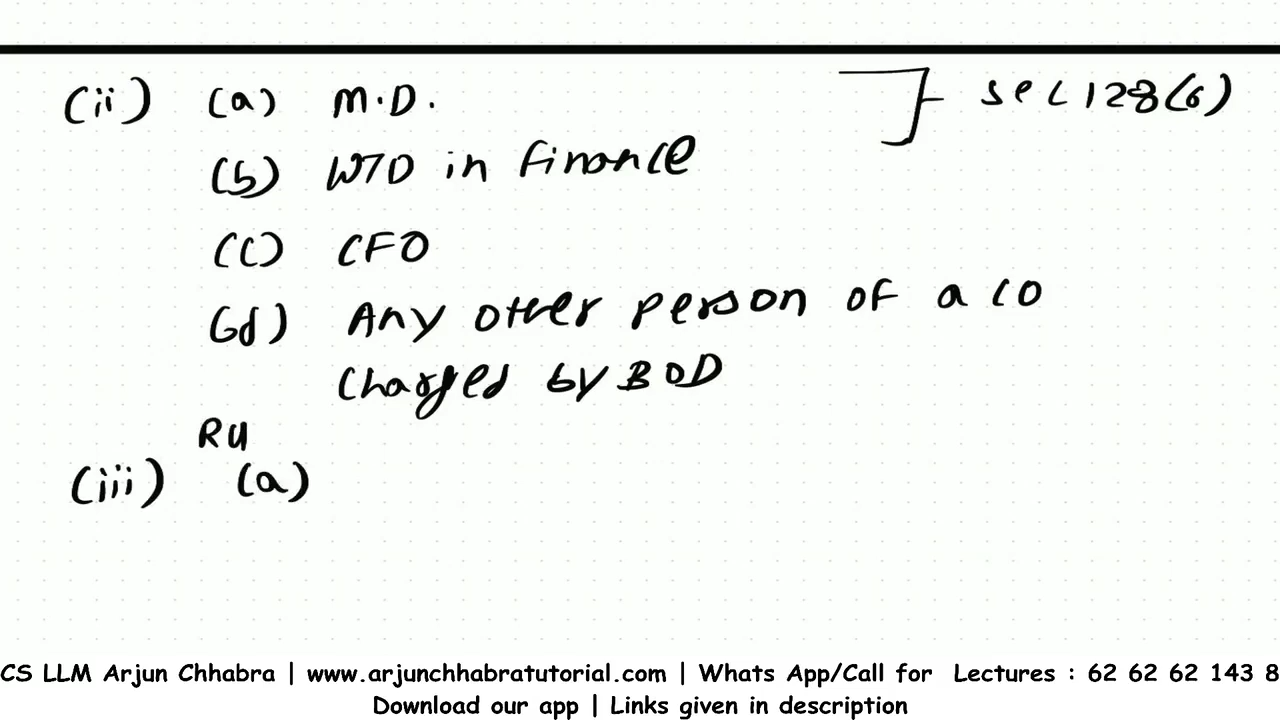 (ii) (a) M.D. ] Sec 128(6)
(b) WTD in finance
(c) CFO
(d) Any other person of a co
charged by BOD
R4
(iii) (a)
CS LLM Arjun Chhabra | www.arjunchhabratutorial.com | Whats App/Call for Lectures : 62 62 62 143 8
Download our app | Links given in description